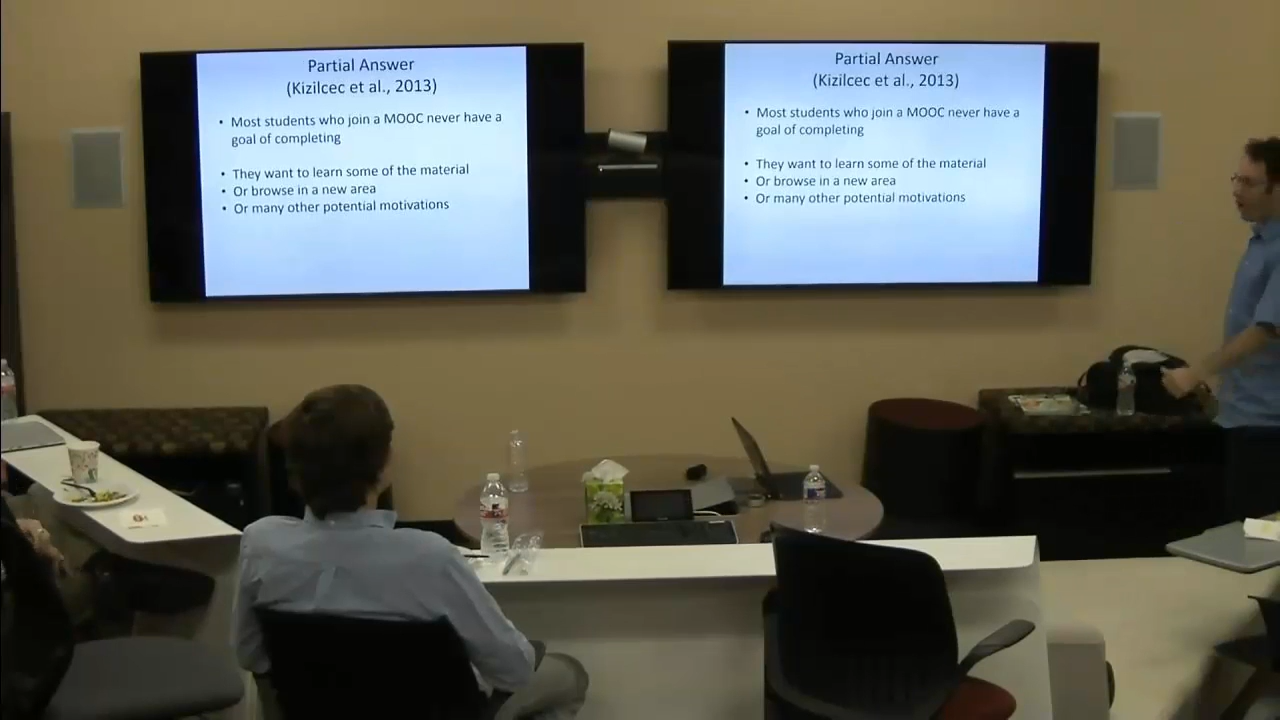 Partial Answer
(Kizilcec et al., 2013)
• Most students who join a MOOC never have a
goal of completing
• They want to learn some of the material
• Or browse in a new area
• Or many other potential motivations
Partial Answer
(Kizilcec et al., 2013)
• Most students who join a MOOC never have a
goal of completing
• They want to learn some of the material
• Or browse in a new area
• Or many other potential motivations